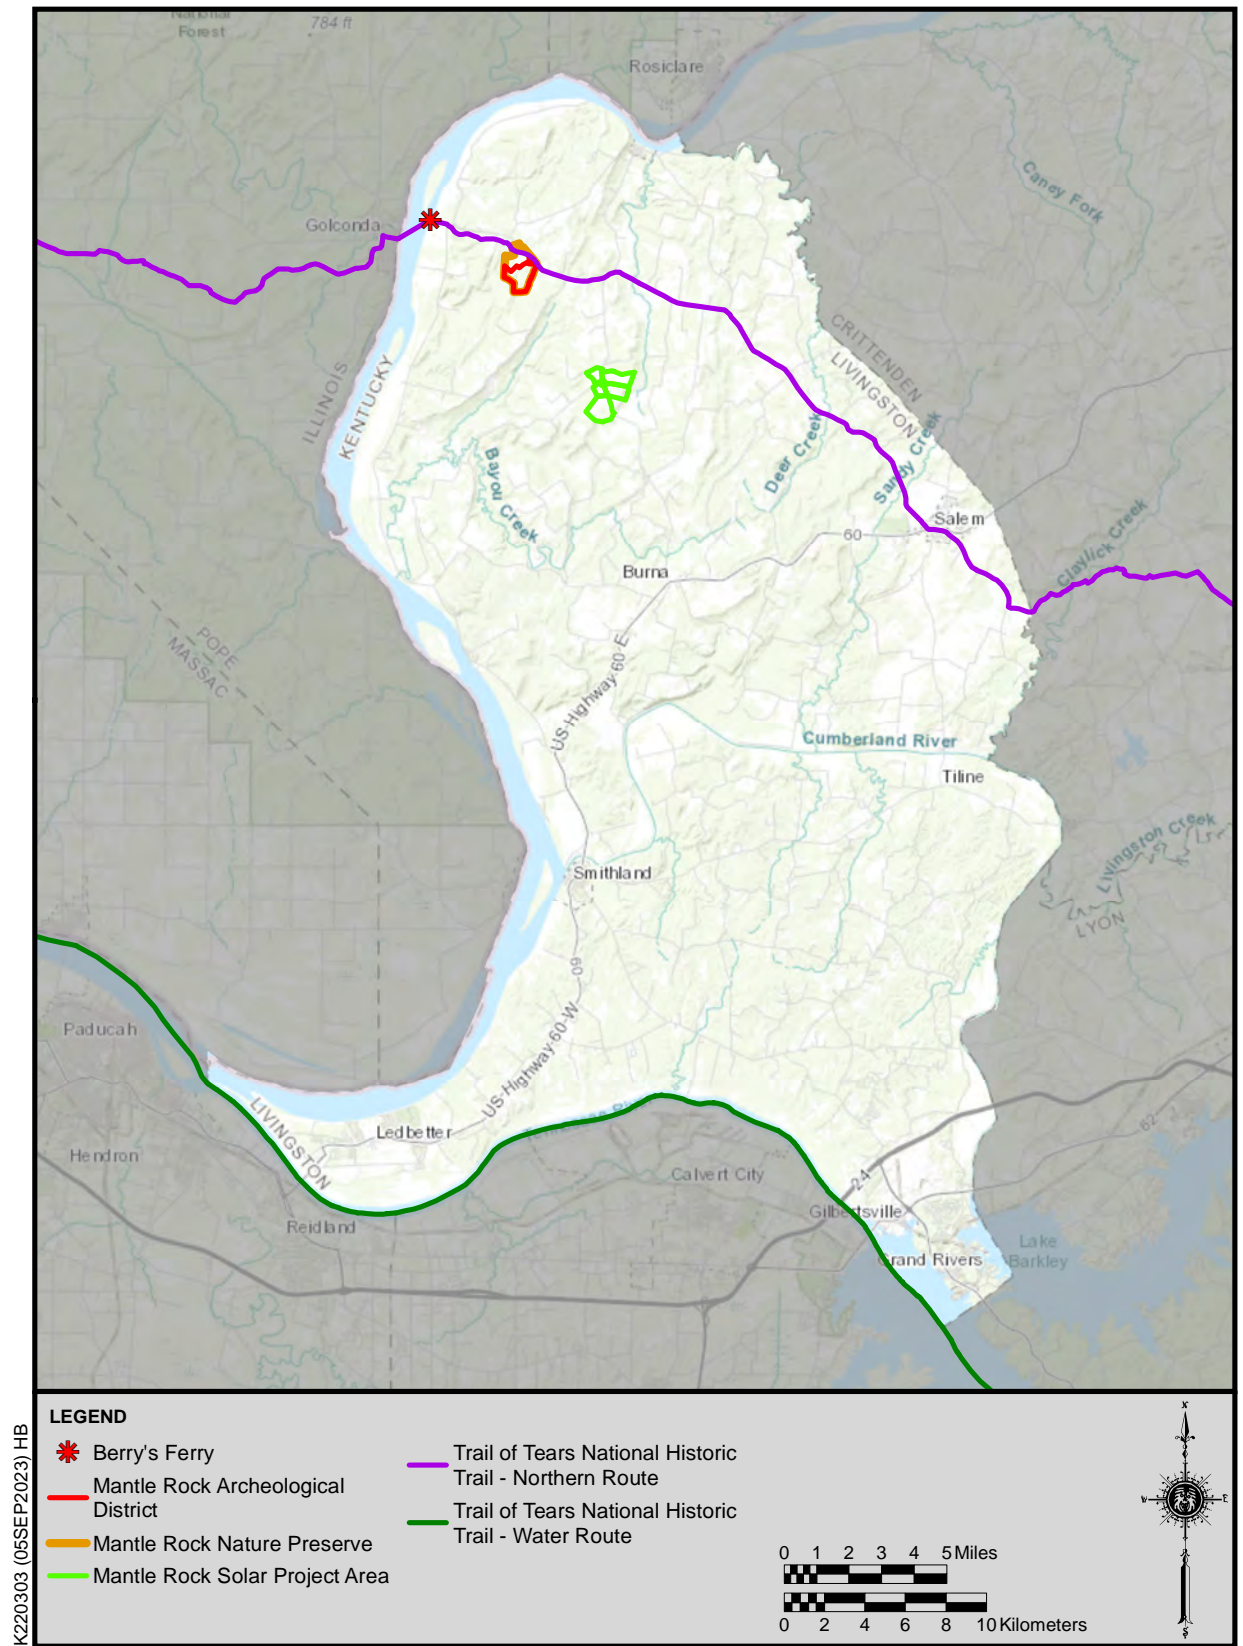 National
Forest
784 ft
Rosiclare
Caney Fork
Golconda
CRITTENDEN
LIVINGSTON
ILLINOIS
KENTUCKY
Bayou Creek
Deer Creek
Sandy Creek
Salem
60
Claylick Creek
Burna
POPE
MASSAC
US Highway 60 E
Cumberland River
Tiline
Livingston Creek
LYON
Smithland
60
US Highway 60 W
Paducah
LIVINGSTON
Ledbetter
Tennessee River
62
Hendron
Calvert City
24
Reidland
Gilbertsville
Grand Rivers
Lake
Barkley
K220303 (05SEP2023) HB
LEGEND
Berry's Ferry
Mantle Rock Archeological
District
Mantle Rock Nature Preserve
Mantle Rock Solar Project Area
Trail of Tears National Historic
Trail - Northern Route
Trail of Tears National Historic
Trail - Water Route
0 1 2 3 4 5 Miles
0 2 4 6 8 10 Kilometers
N
W E
S